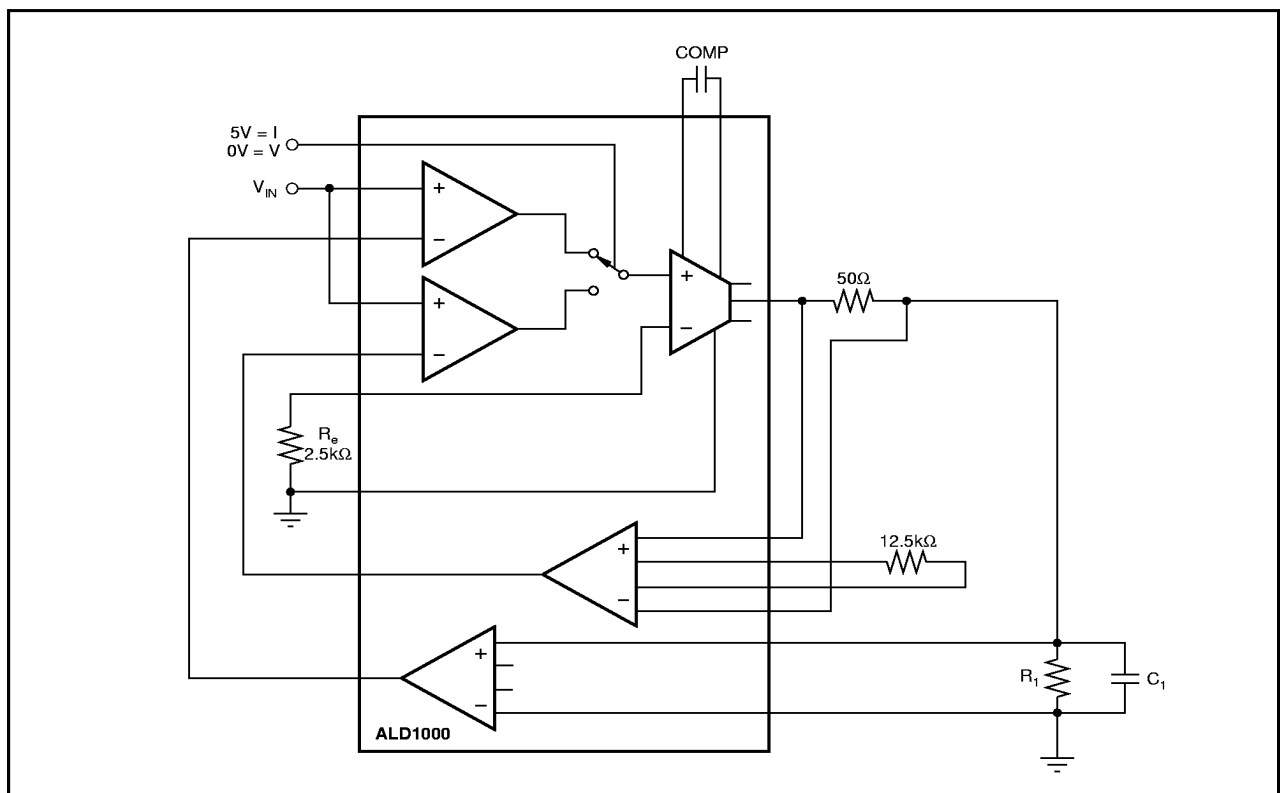 COMP
5V = I
0V = V
V_IN
+
−
+
−
+
−
50Ω
R_e
2.5kΩ
+
−
12.5kΩ
+
−
R_1
C_1
ALD1000